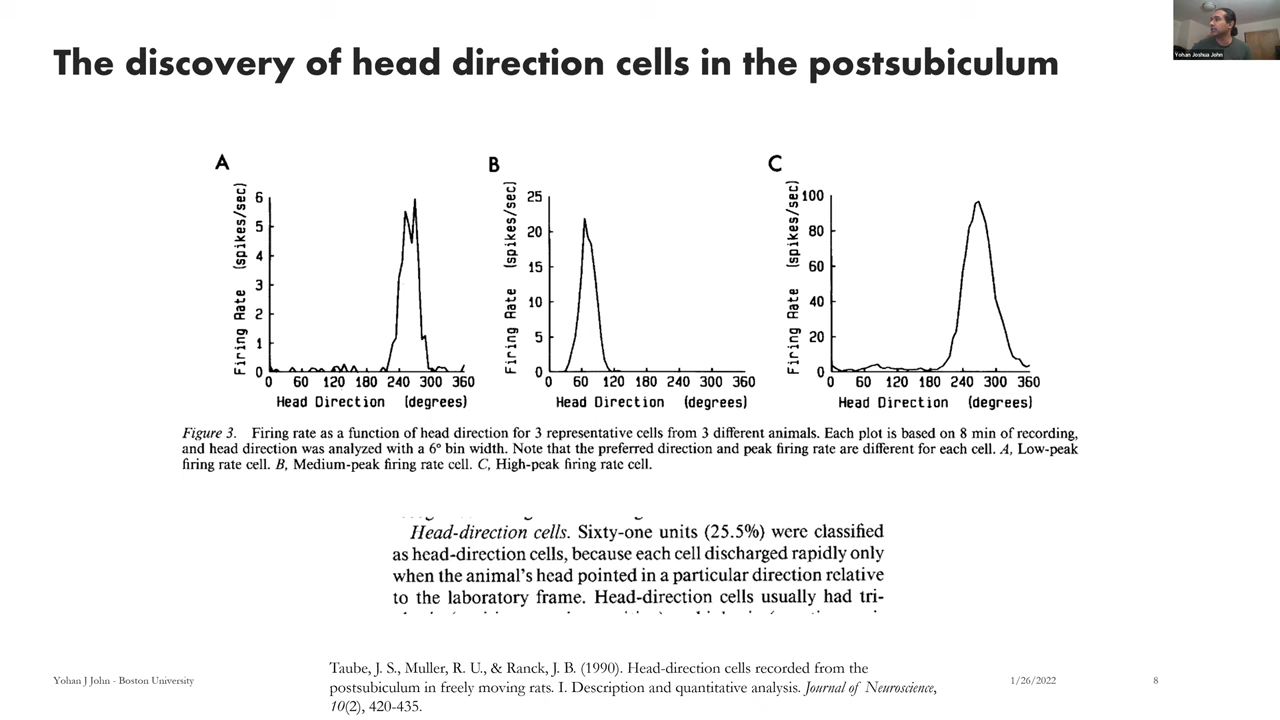 Yohan Joshua John
The discovery of head direction cells in the postsubiculum
A
Firing Rate (spikes/sec)
6
5
4
3
2
1
0
0 60 120 180 240 300 360
Head Direction (degrees)
B
Firing Rate (spikes/sec)
25
20
15
10
5
0
0 60 120 180 240 300 360
Head Direction (degrees)
C
Firing Rate (spikes/sec)
100
80
60
40
20
0
0 60 120 180 240 300 360
Head Direction (degrees)
Figure 3. Firing rate as a function of head direction for 3 representative cells from 3 different animals. Each plot is based on 8 min of recording,
and head direction was analyzed with a 6° bin width. Note that the preferred direction and peak firing rate are different for each cell. A, Low-peak
firing rate cell. B, Medium-peak firing rate cell. C, High-peak firing rate cell.
Head-direction cells. Sixty-one units (25.5%) were classified
as head-direction cells, because each cell discharged rapidly only
when the animal's head pointed in a particular direction relative
to the laboratory frame. Head-direction cells usually had tri-
Taube, J. S., Muller, R. U., & Ranck, J. B. (1990). Head-direction cells recorded from the
postsubiculum in freely moving rats. I. Description and quantitative analysis. Journal of Neuroscience,
10(2), 420-435.
Yohan J John - Boston University
1/26/2022
8